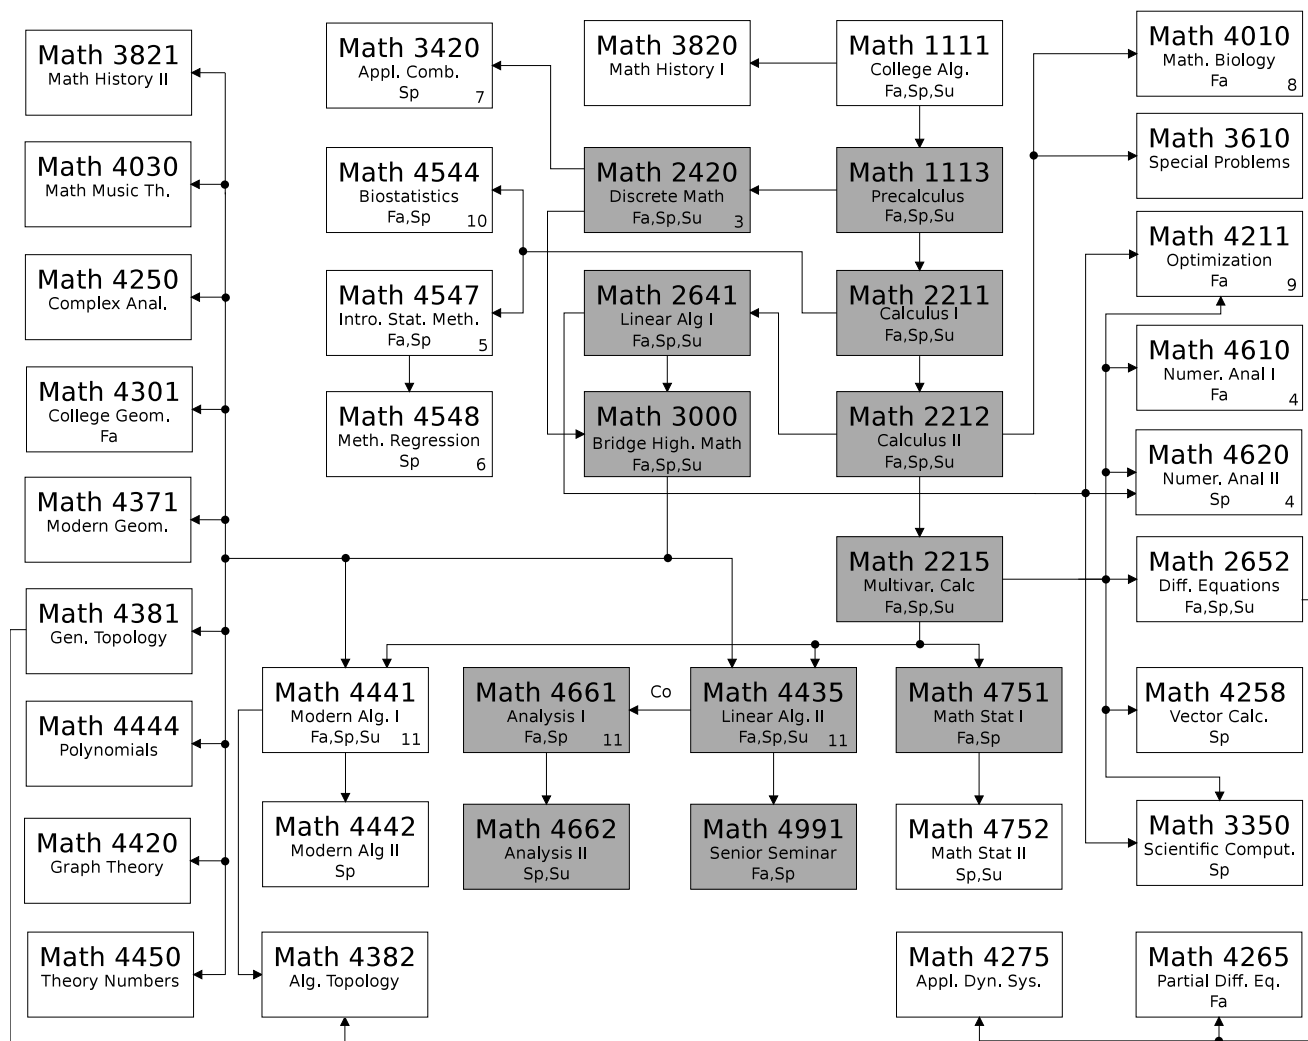 Math 3821
Math History II
Math 3420
Appl. Comb.
Sp
7
Math 3820
Math History I
Math 1111
College Alg.
Fa,Sp,Su
Math 4010
Math. Biology
Fa
8
Math 4030
Math Music Th.
Math 4544
Biostatistics
Fa,Sp
10
Math 2420
Discrete Math
Fa,Sp,Su
3
Math 1113
Precalculus
Fa,Sp,Su
Math 3610
Special Problems
Math 4250
Complex Anal.
Math 4547
Intro. Stat. Meth.
Fa,Sp
5
Math 2641
Linear Alg I
Fa,Sp,Su
Math 2211
Calculus I
Fa,Sp,Su
Math 4211
Optimization
Fa
9
Math 4301
College Geom.
Fa
Math 4548
Meth. Regression
Sp
6
Math 3000
Bridge High. Math
Fa,Sp,Su
Math 2212
Calculus II
Fa,Sp,Su
Math 4610
Numer. Anal I
Fa
4
Math 4371
Modern Geom.
Math 4620
Numer. Anal II
Sp
4
Math 4381
Gen. Topology
Math 2215
Multivar. Calc
Fa,Sp,Su
Math 2652
Diff. Equations
Fa,Sp,Su
Math 4444
Polynomials
Math 4441
Modern Alg. I
Fa,Sp,Su
11
Math 4661
Analysis I
Fa,Sp
11
Co
Math 4435
Linear Alg. II
Fa,Sp,Su
11
Math 4751
Math Stat I
Fa,Sp
Math 4258
Vector Calc.
Sp
Math 4420
Graph Theory
Math 4442
Modern Alg II
Sp
Math 4662
Analysis II
Sp,Su
Math 4991
Senior Seminar
Fa,Sp
Math 4752
Math Stat II
Sp,Su
Math 3350
Scientific Comput.
Sp
Math 4450
Theory Numbers
Math 4382
Alg. Topology
Math 4275
Appl. Dyn. Sys.
Math 4265
Partial Diff. Eq.
Fa